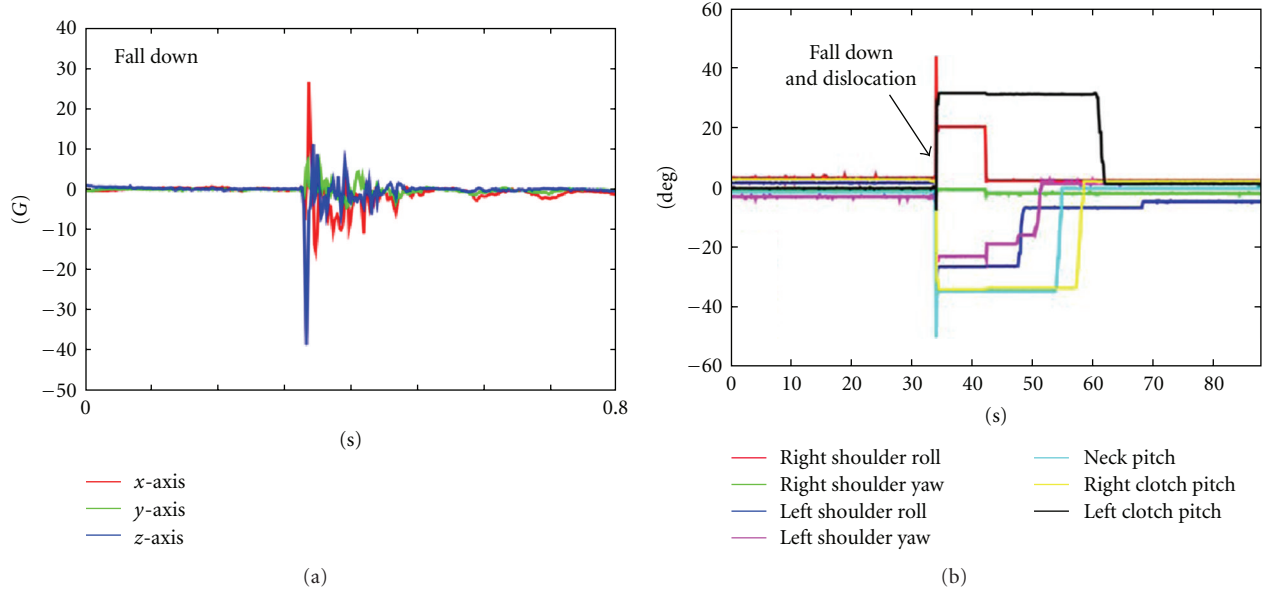 40
30
20
10
0
−10
−20
−30
−40
−50
(G)
Fall down
0
0.8
(s)
x-axis
y-axis
z-axis
(a)
60
40
20
0
−20
−40
−60
(deg)
Fall down
and dislocation
0 10 20 30 40 50 60 70 80
(s)
Right shoulder roll
Right shoulder yaw
Left shoulder roll
Left shoulder yaw
Neck pitch
Right clotch pitch
Left clotch pitch
(b)